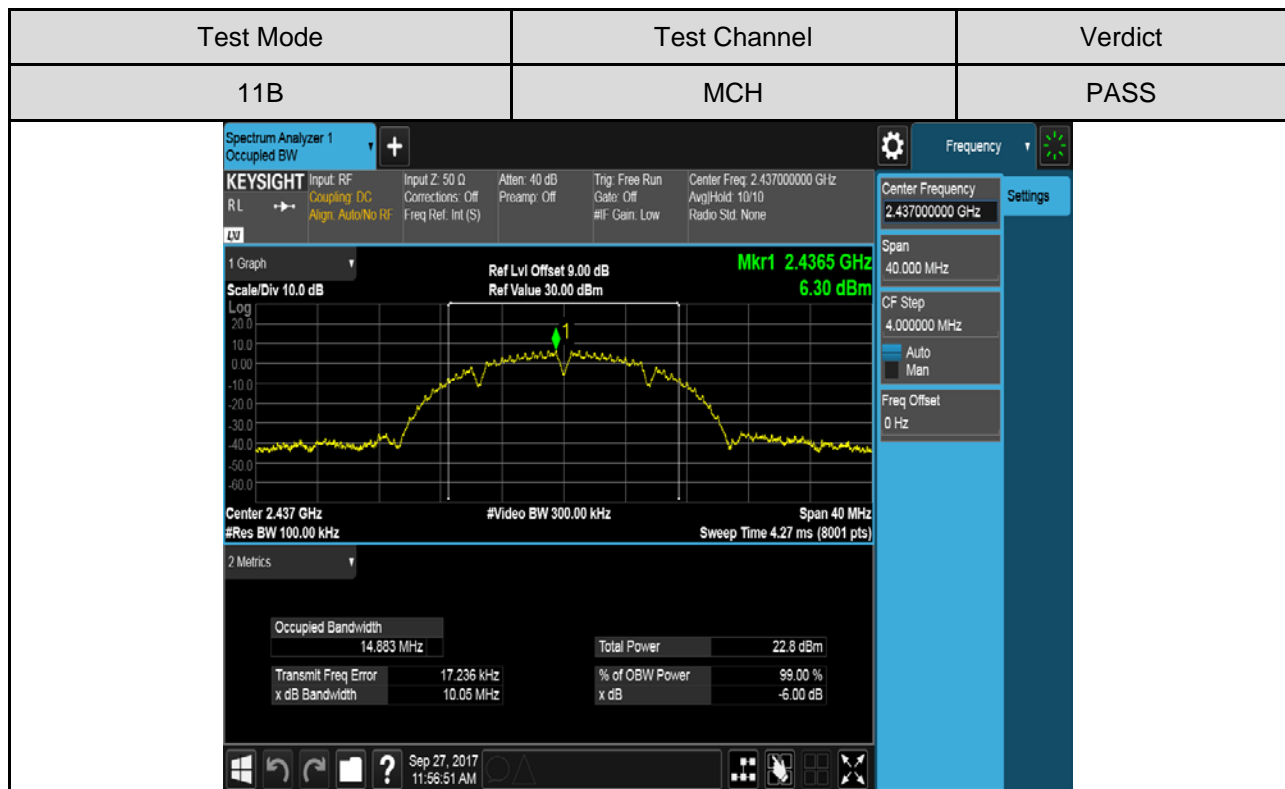 Test Mode Test Channel Verdict
11B MCH PASS
Spectrum Analyzer 1
Occupied BW
+
Frequency
KEYSIGHT
R L
LXI
Input: RF
Coupling: DC
Align: Auto/No RF
Input Z: 50 Ω
Corrections: Off
Freq Ref: Int (S)
Atten: 40 dB
Preamp: Off
Trig: Free Run
Gate: Off
#IF Gain: Low
Center Freq: 2.437000000 GHz
Avg|Hold: 10/10
Radio Std: None
Center Frequency
2.437000000 GHz
Settings
Span
40.000 MHz
CF Step
4.000000 MHz
Auto
Man
Freq Offset
0 Hz
1 Graph
Scale/Div 10.0 dB
Ref Lvl Offset 9.00 dB
Ref Value 30.00 dBm
Mkr1 2.4365 GHz
6.30 dBm
Log
20.0
10.0
0.00
-10.0
-20.0
-30.0
-40.0
-50.0
-60.0
1
Center 2.437 GHz
#Res BW 100.00 kHz
#Video BW 300.00 kHz
Span 40 MHz
Sweep Time 4.27 ms (8001 pts)
2 Metrics
Occupied Bandwidth
14.883 MHz
Total Power 22.8 dBm
Transmit Freq Error 17.236 kHz
% of OBW Power 99.00 %
x dB Bandwidth 10.05 MHz
x dB -6.00 dB
?
Sep 27, 2017
11:56:51 AM